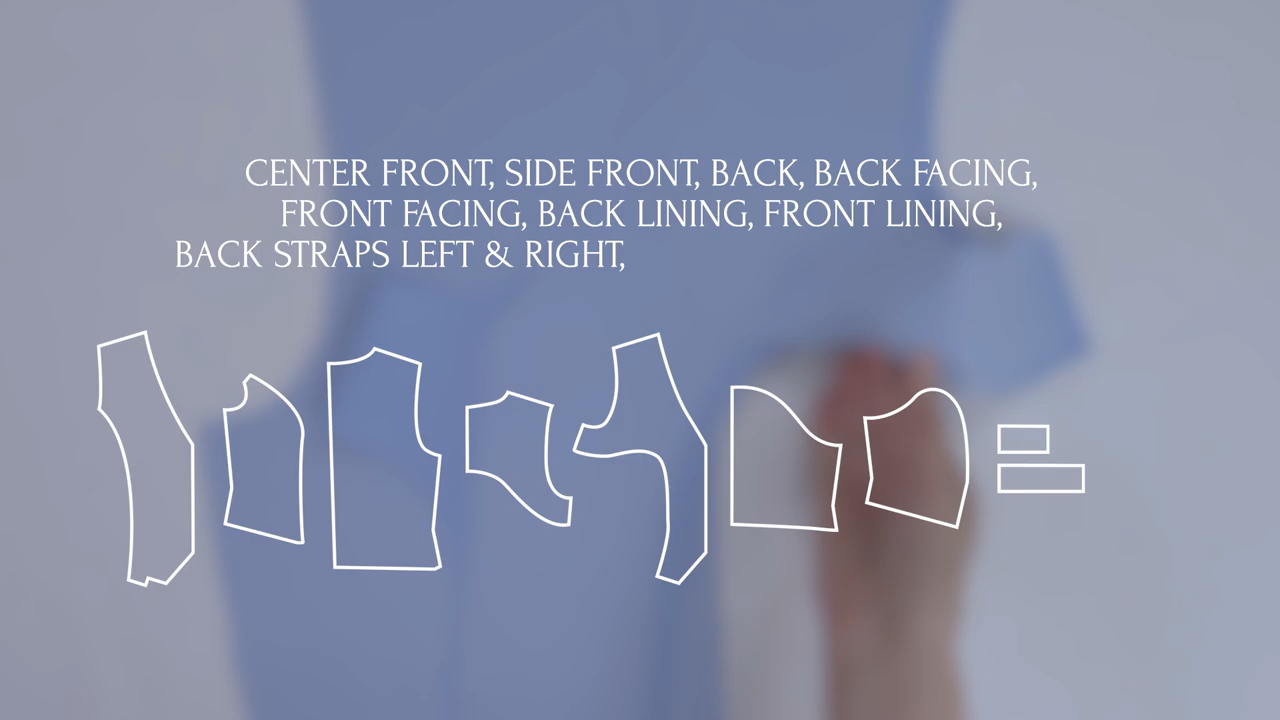 CENTER FRONT, SIDE FRONT, BACK, BACK FACING,
FRONT FACING, BACK LINING, FRONT LINING,
BACK STRAPS LEFT & RIGHT,